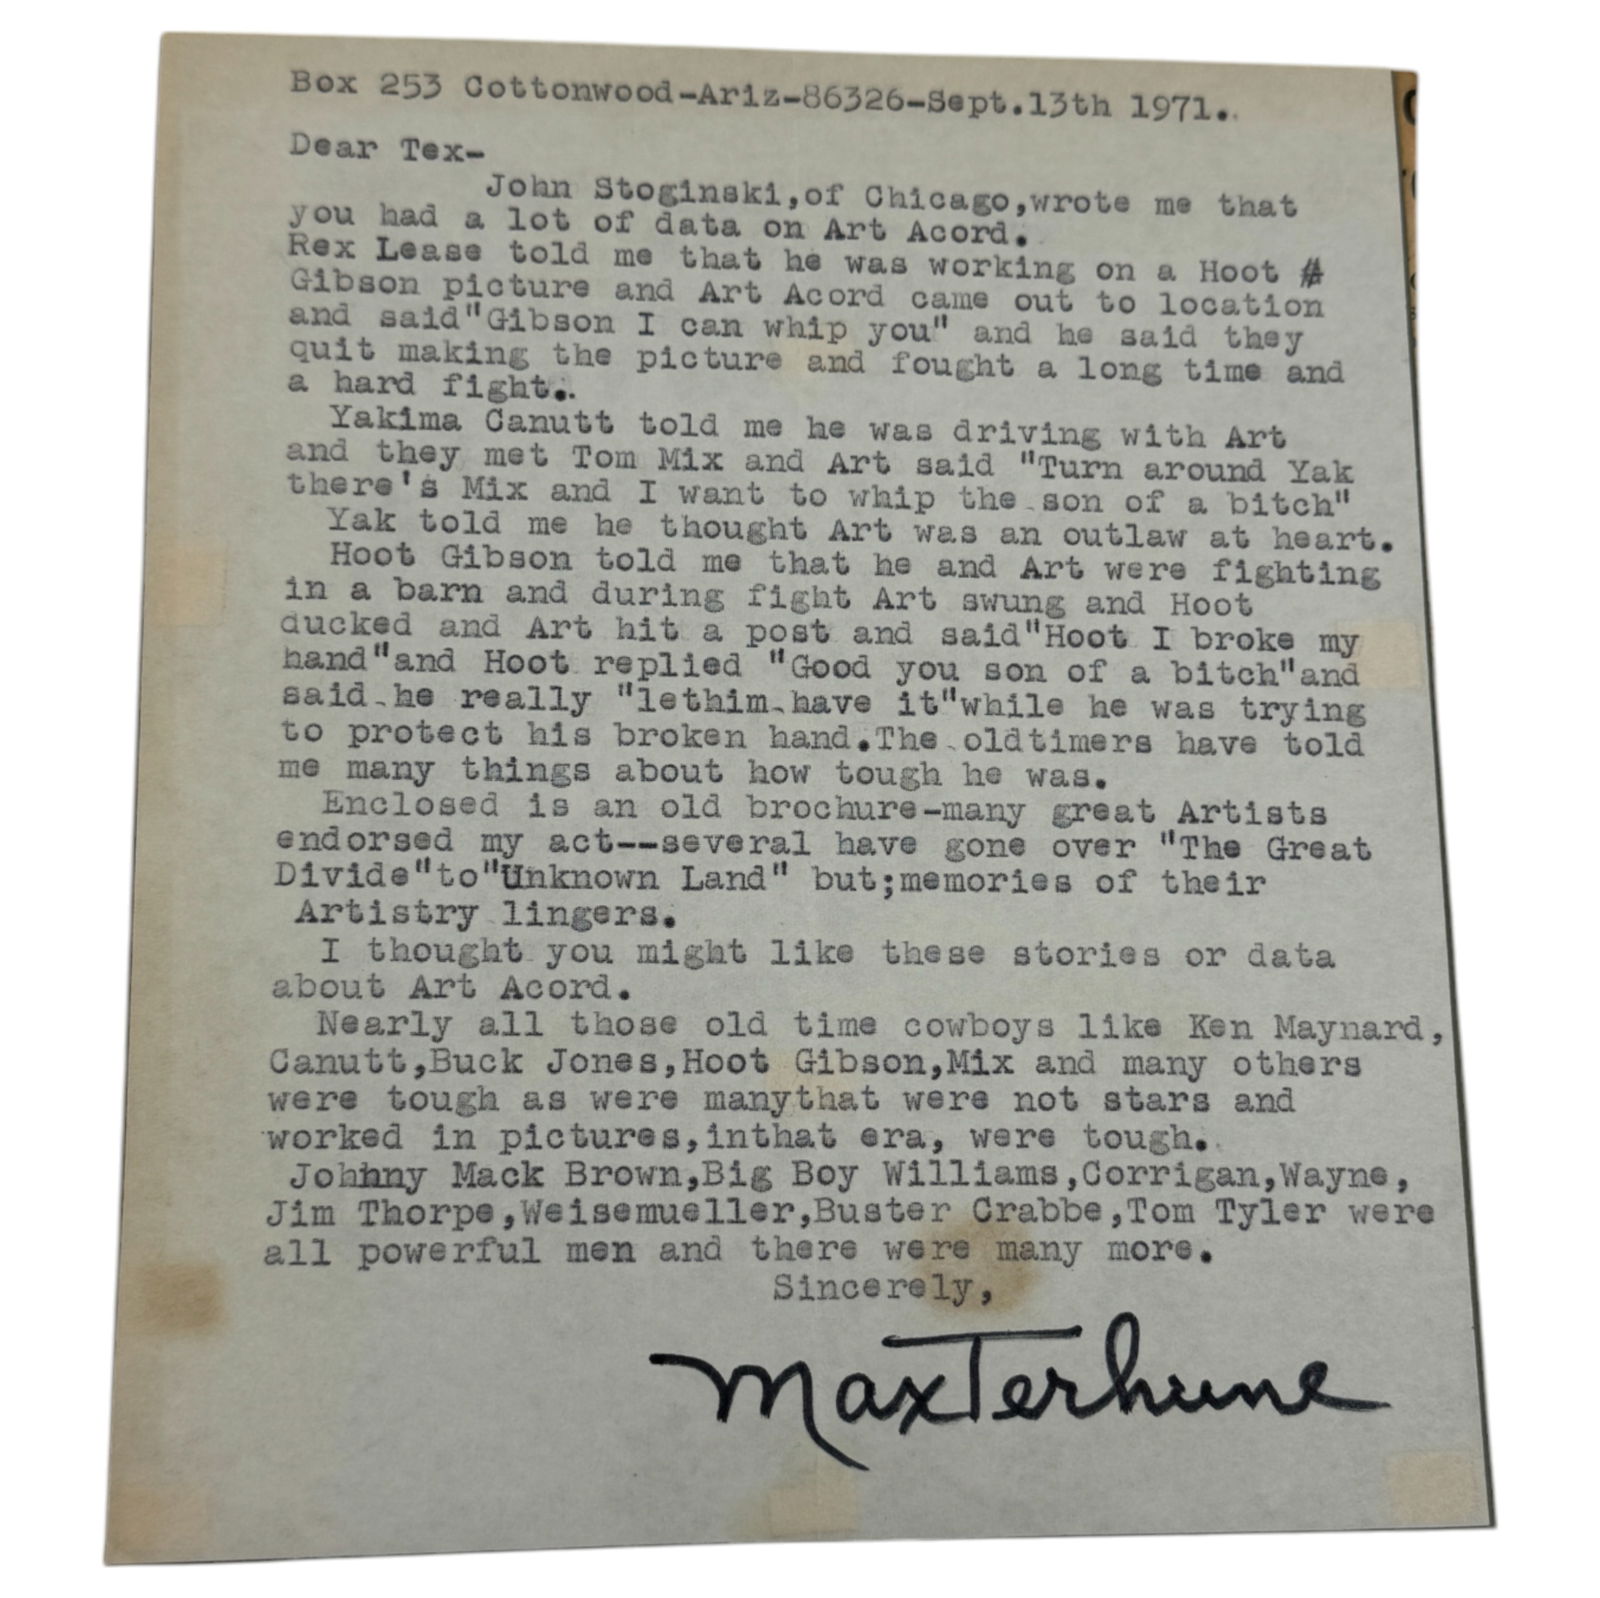 Box 253 Cottonwood-Ariz-86326-Sept.13th 1971.
Dear Tex-
John Stoginski,of Chicago,wrote me that
you had a lot of data on Art Acord.
Rex Lease told me that he was working on a Hoot
Gibson picture and Art Acord came out to location
and said"Gibson I can whip you" and he said they
quit making the picture and fought a long time and
a hard fight..
Yakima Canutt told me he was driving with Art
and they met Tom Mix and Art said "Turn around Yak
there's Mix and I want to whip the son of a bitch"
Yak told me he thought Art was an outlaw at heart.
Hoot Gibson told me that he and Art were fighting
in a barn and during fight Art swung and Hoot
ducked and Art hit a post and said"Hoot I broke my
hand"and Hoot replied "Good you son of a bitch"and
said he really "lethim have it"while he was trying
to protect his broken hand.The oldtimers have told
me many things about how tough he was.
Enclosed is an old brochure-many great Artists
endorsed my act--several have gone over "The Great
Divide"to"Unknown Land" but;memories of their
Artistry lingers.
I thought you might like these stories or data
about Art Acord.
Nearly all those old time cowboys like Ken Maynard,
Canutt,Buck Jones,Hoot Gibson,Mix and many others
were tough as were manythat were not stars and
worked in pictures,inthat era, were tough.
Johnny Mack Brown,Big Boy Williams,Corrigan,Wayne,
Jim Thorpe,Weisemueller,Buster Crabbe,Tom Tyler were
all powerful men and there were many more.
Sincerely,
Max Terhune